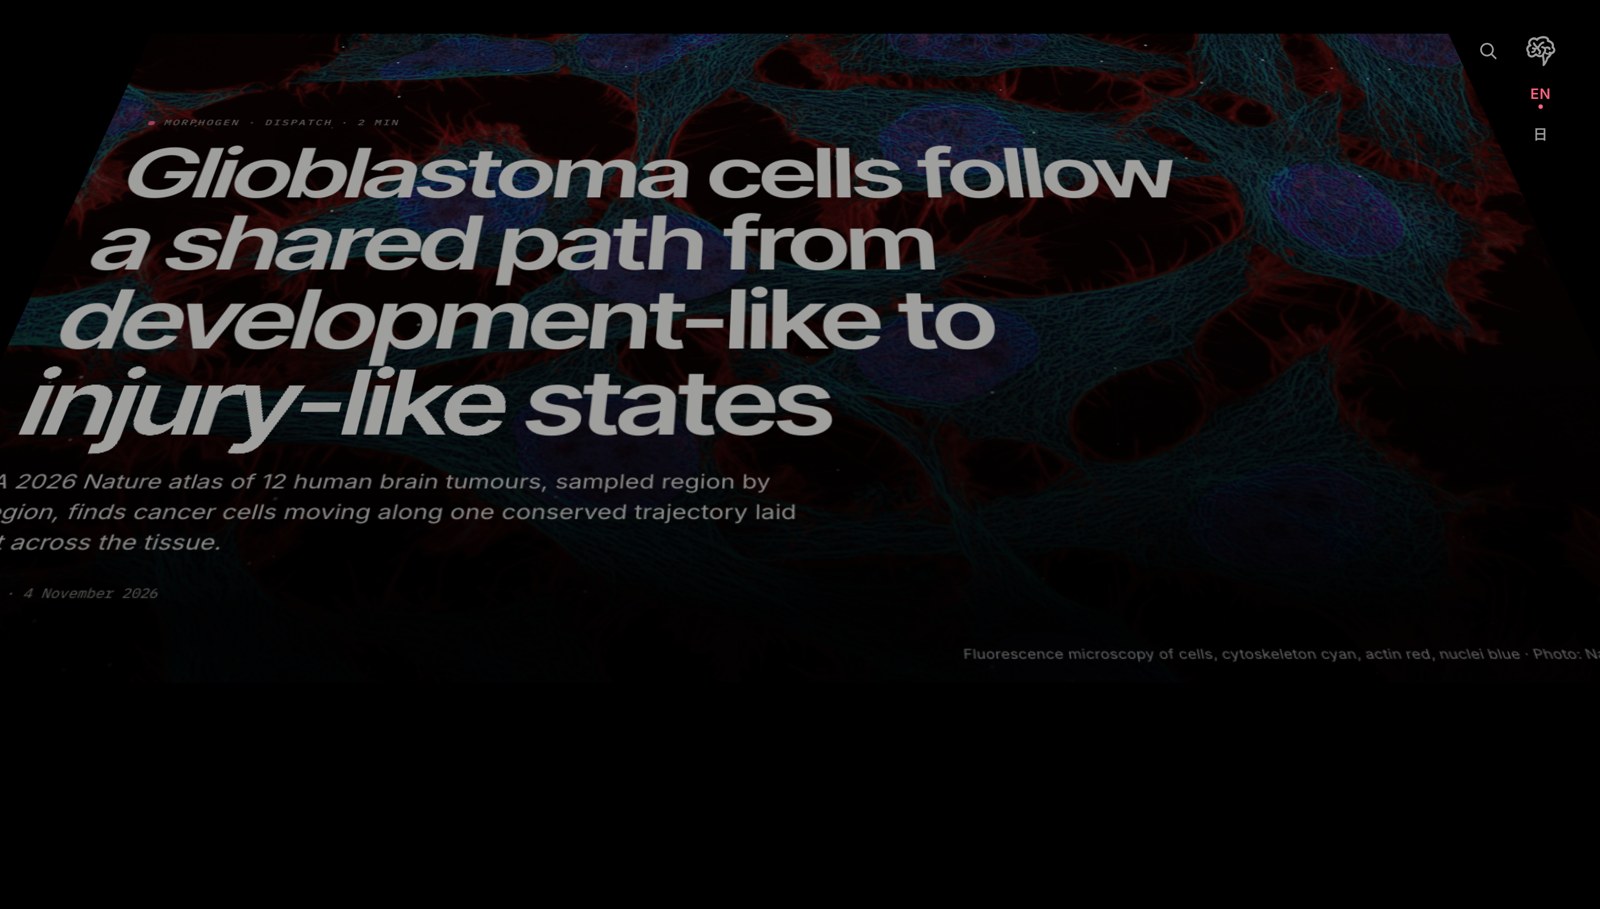 EN
日
MORPHOGEN · DISPATCH · 2 MIN
Glioblastoma cells follow
a shared path from
development-like to
injury-like states
A 2026 Nature atlas of 12 human brain tumours, sampled region by
finds cancer cells moving along one conserved trajectory laid
across the tissue.
· 4 November 2026
Fluorescence microscopy of cells, cytoskeleton cyan, actin red, nuclei blue · Photo: